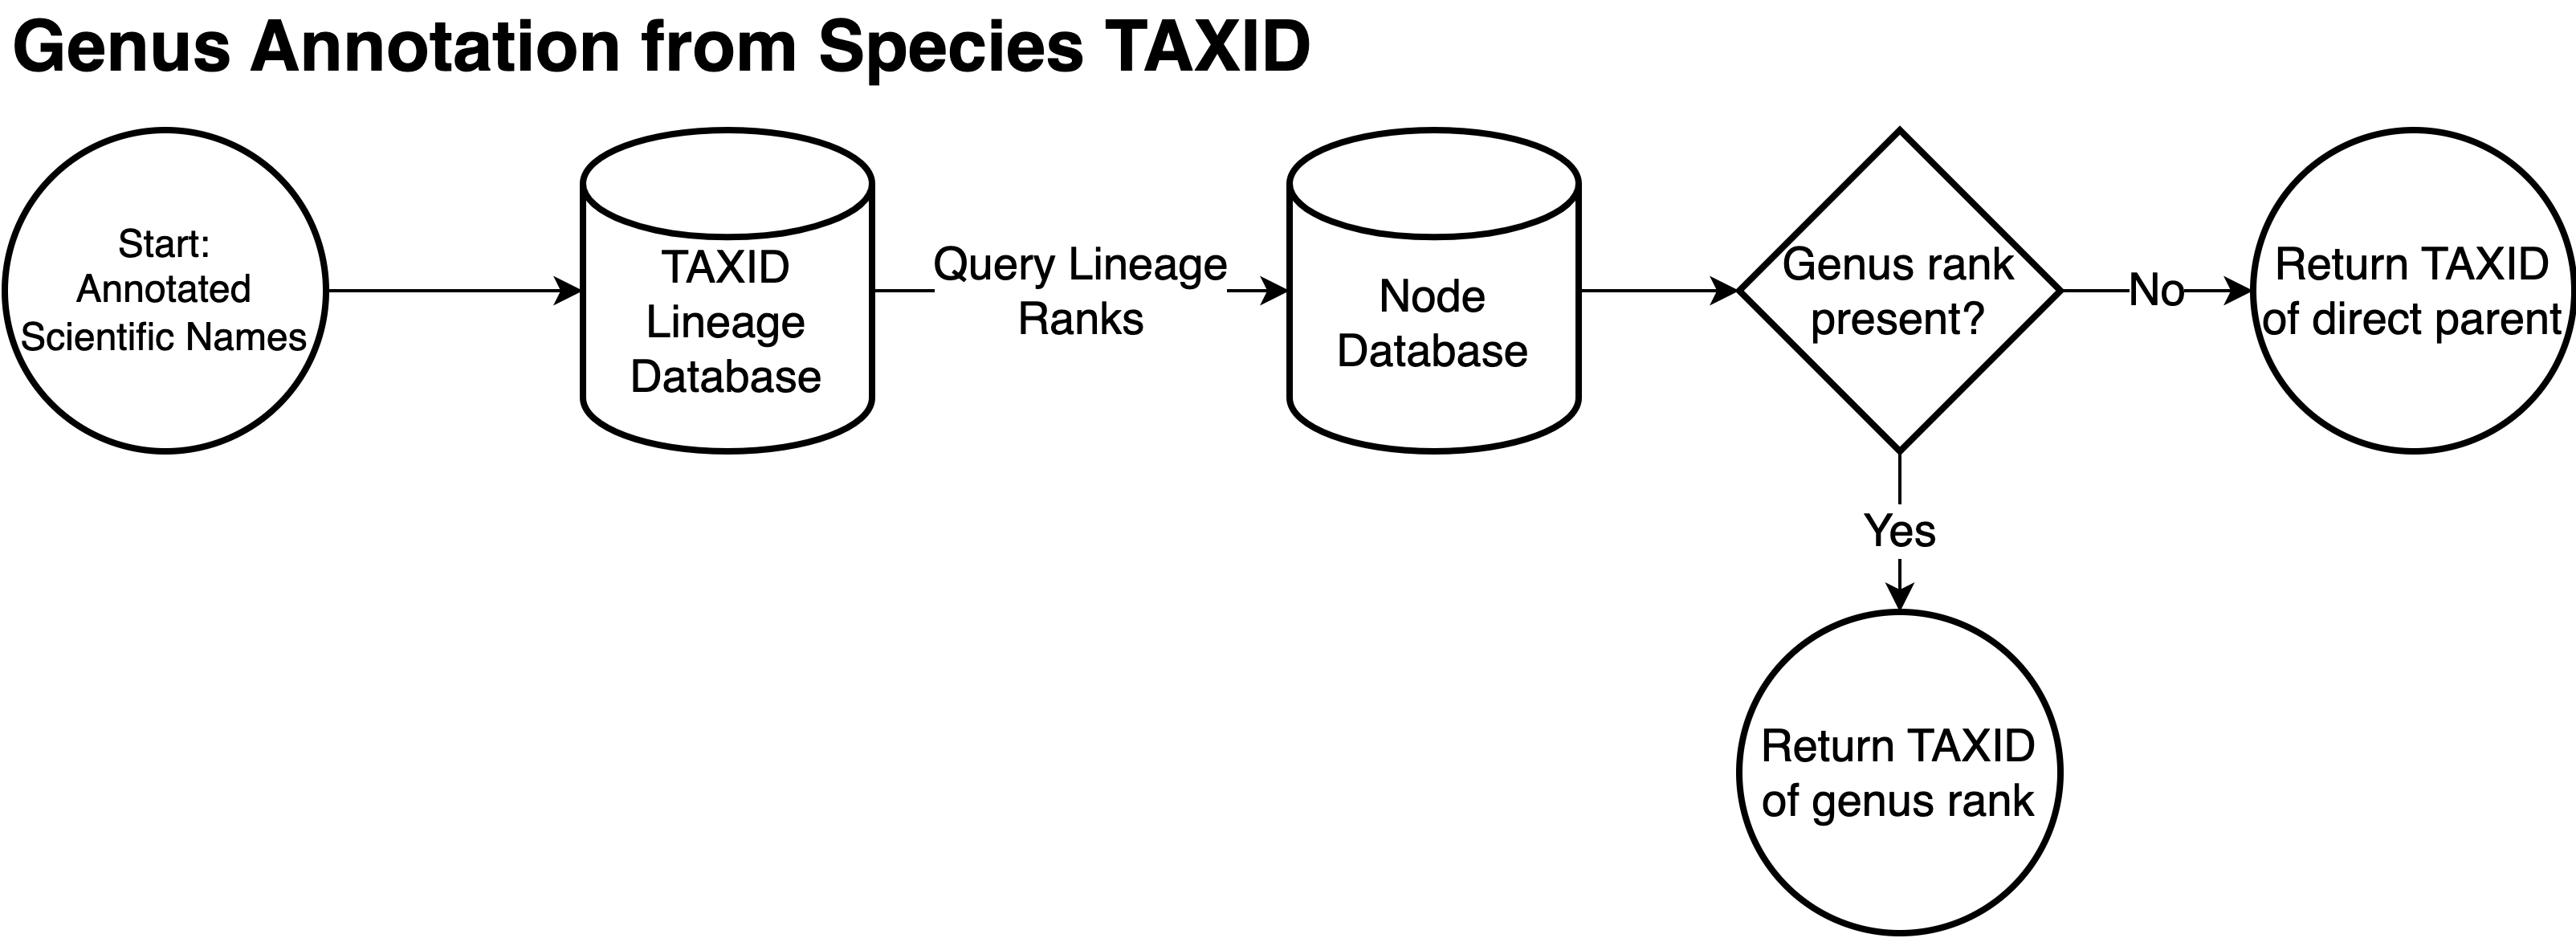 Genus Annotation from Species TAXID
Start:
Annotated
Scientific Names
TAXID
Lineage
Database
Query Lineage
Ranks
Node
Database
Genus rank
present?
No
Return TAXID
of direct parent
Yes
Return TAXID
of genus rank